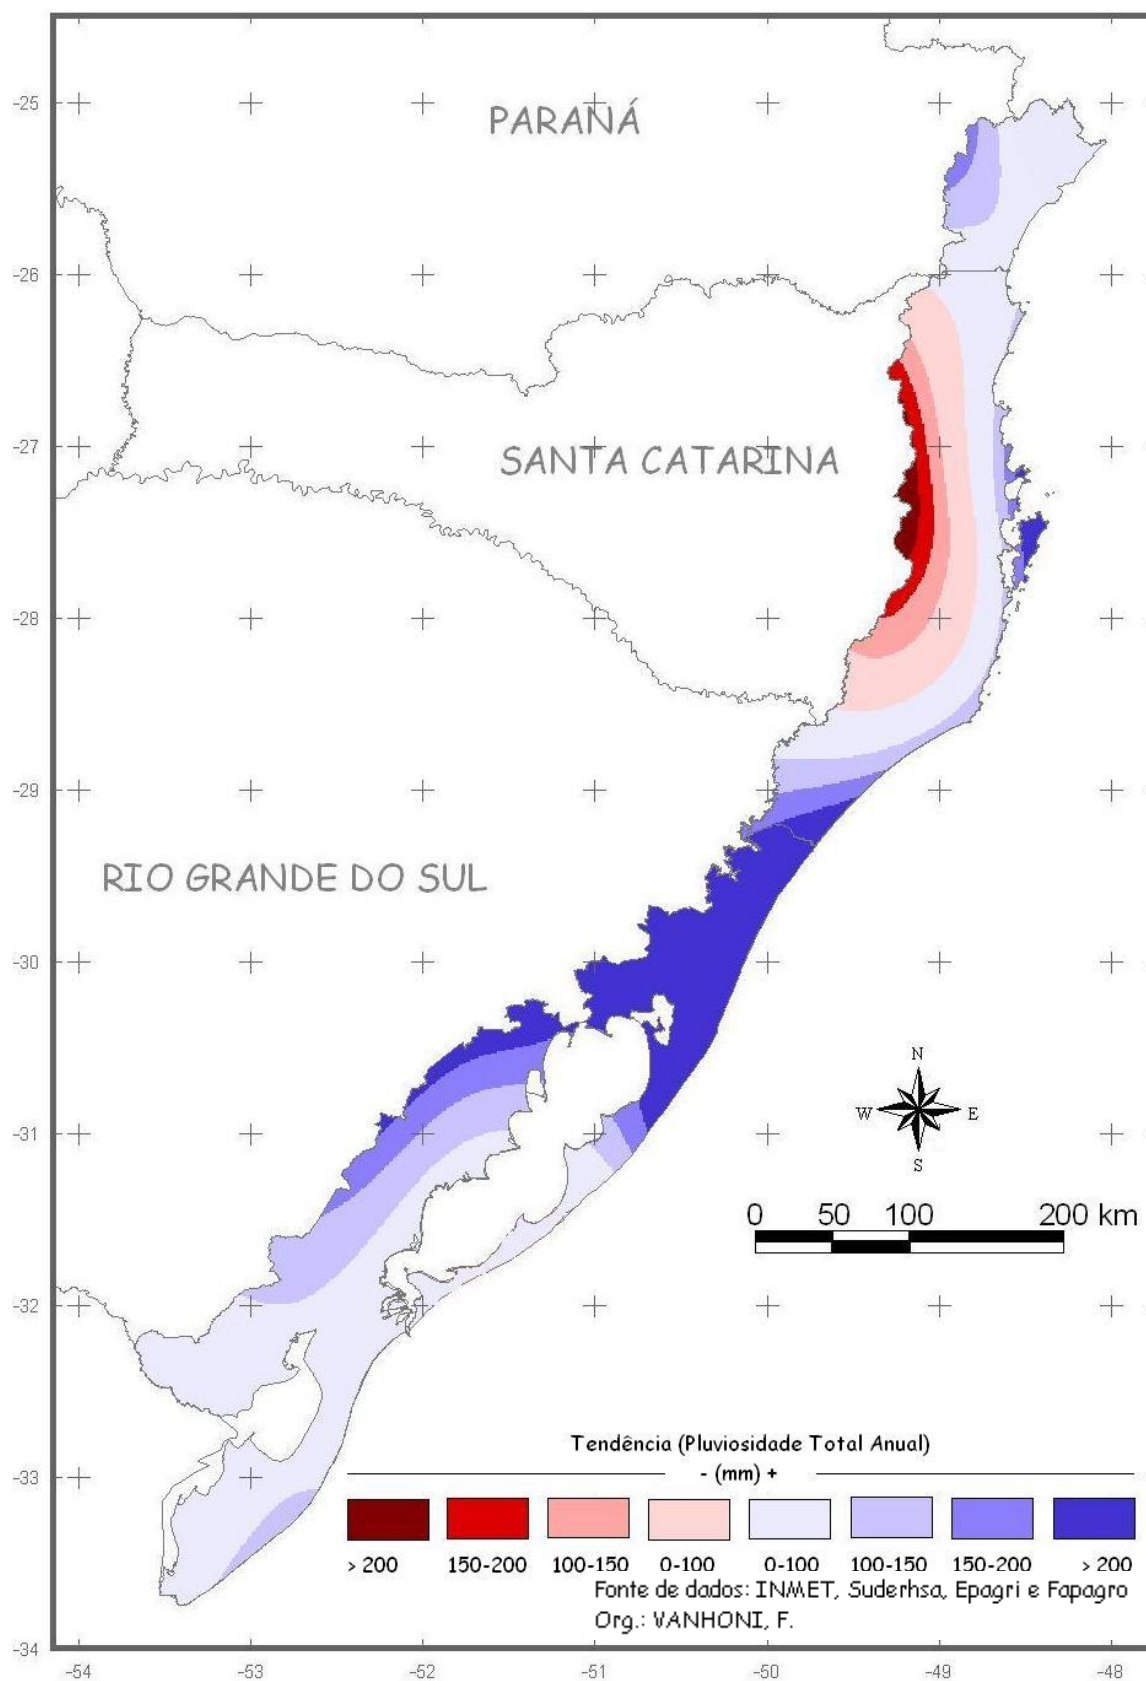 -25
PARANÁ
-26
-27
SANTA CATARINA
-28
-29
RIO GRANDE DO SUL
-30
N
W E
S
-31
0 50 100 200 km
-32
Tendência (Pluviosidade Total Anual)
- (mm) +
-33
> 200 150-200 100-150 0-100 0-100 100-150 150-200 > 200
Fonte de dados: INMET, Suderhsa, Epagri e Fapagro
Org.: VANHONI, F.
-34
-54 -53 -52 -51 -50 -49 -48